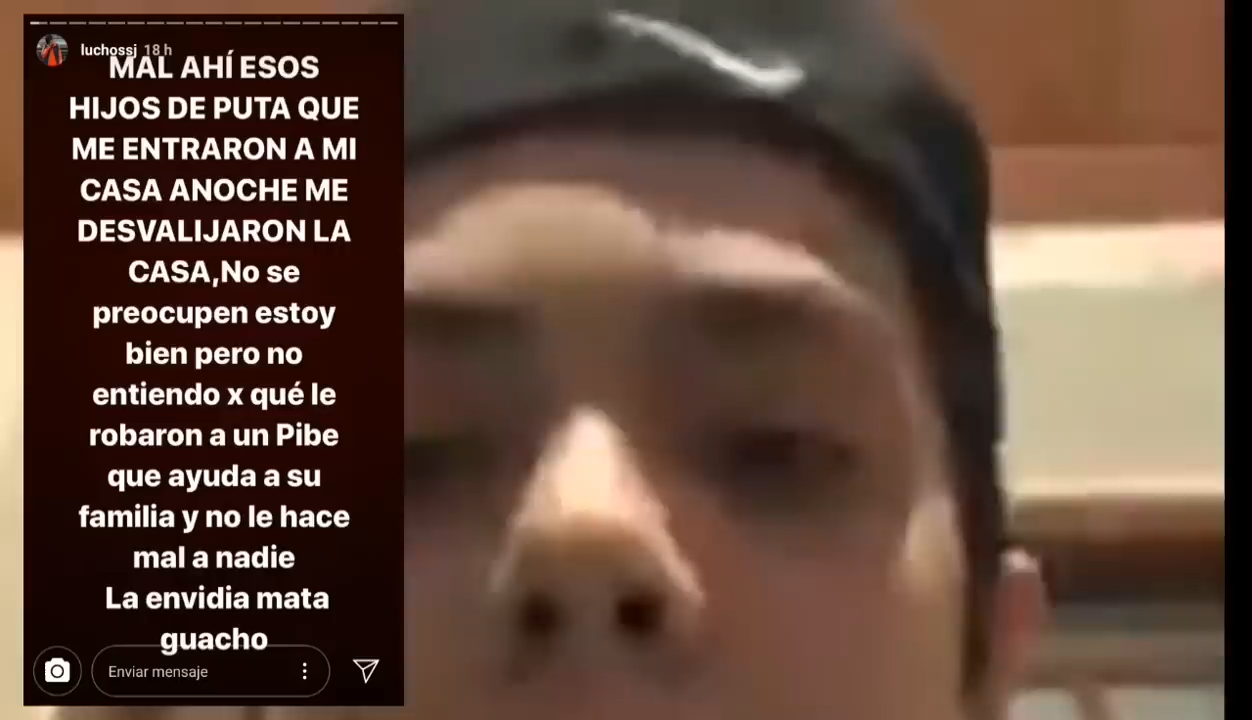 luchossj 18 h
MAL AHÍ ESOS
HIJOS DE PUTA QUE
ME ENTRARON A MI
CASA ANOCHE ME
DESVALIJARON LA
CASA,No se
preocupen estoy
bien pero no
entiendo x qué le
robaron a un Pibe
que ayuda a su
familia y no le hace
mal a nadie
La envidia mata
guacho
Enviar mensaje